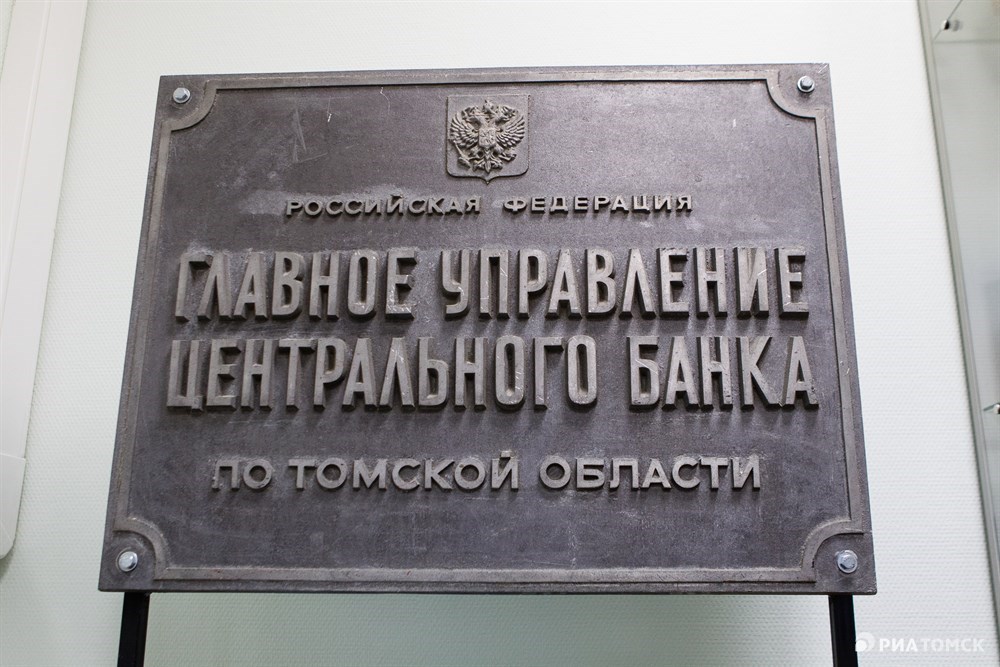 РОССИЙСКАЯ ФЕДЕРАЦИЯ
ГЛАВНОЕ УПРАВЛЕНИЕ
ЦЕНТРАЛЬНОГО БАНКА
ПО ТОМСКОЙ ОБЛАСТИ
РИАТОМСК